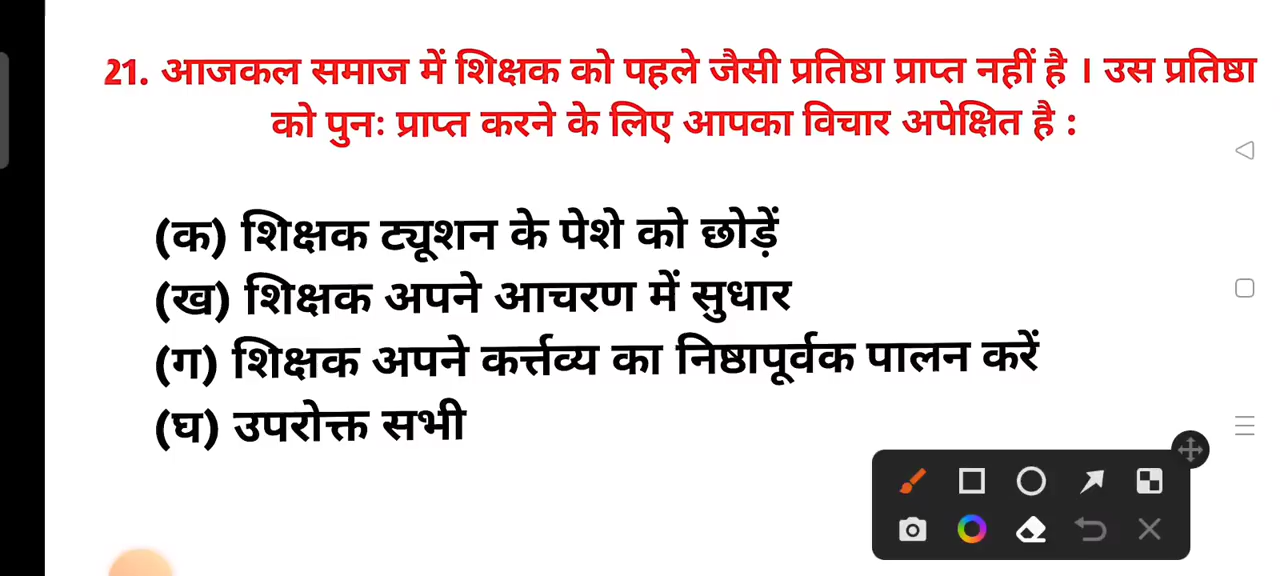 21. आजकल समाज में शिक्षक को पहले जैसी प्रतिष्ठा प्राप्त नहीं है । उस प्रतिष्ठा
को पुनः प्राप्त करने के लिए आपका विचार अपेक्षित है :
(क) शिक्षक ट्यूशन के पेशे को छोड़ें
(ख) शिक्षक अपने आचरण में सुधार
(ग) शिक्षक अपने कर्त्तव्य का निष्ठापूर्वक पालन करें
(घ) उपरोक्त सभी